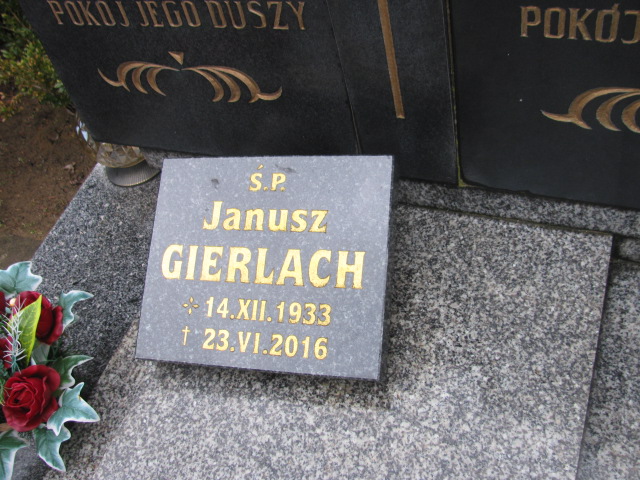 POKÓJ JEGO DUSZY
POKÓJ
Ś.P.
Janusz
GIERLACH
14.XII.1933
† 23.VI.2016